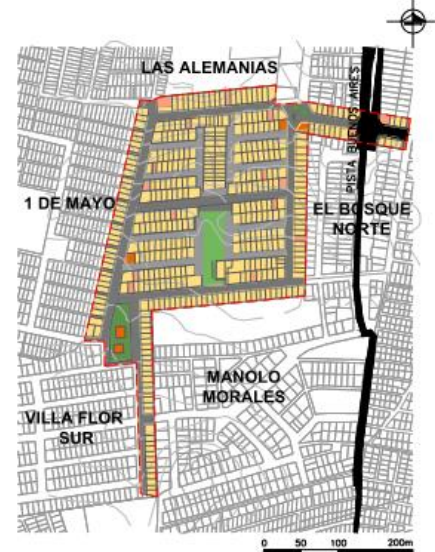 LAS ALEMANIAS
PISTA BUENOS AIRES
1 DE MAYO
EL BOSQUE
NORTE
MANOLO
MORALES
VILLA FLOR
SUR
0 50 100 200m